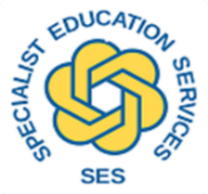 SPECIALIST EDUCATION SERVICES
SES